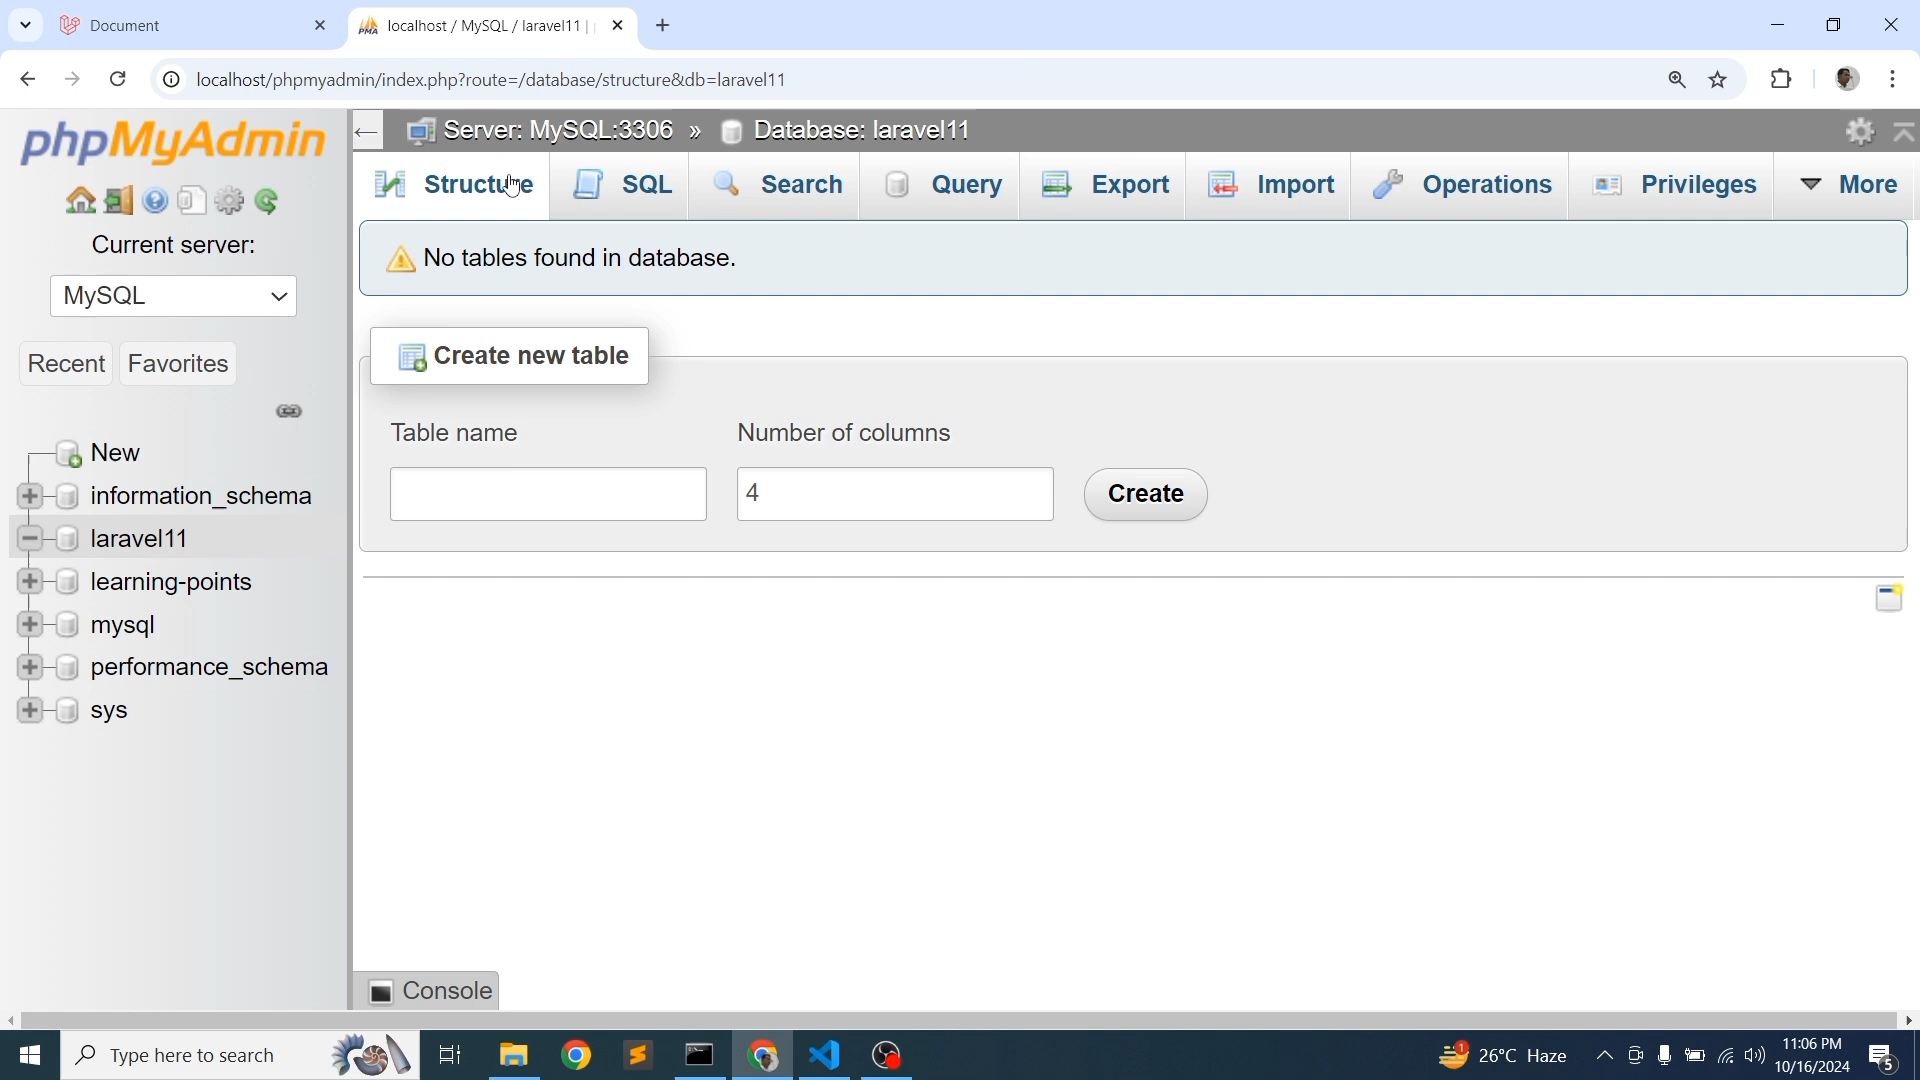 Document
localhost / MySQL / laravel11 |
localhost/phpmyadmin/index.php?route=/database/structure&db=laravel11
phpMyAdmin
Current server:
MySQL
Recent
Favorites
New
information_schema
laravel11
learning-points
mysql
performance_schema
sys
Server: MySQL:3306 » Database: laravel11
Structure
SQL
Search
Query
Export
Import
Operations
Privileges
More
No tables found in database.
Create new table
Table name
Number of columns
4
Create
Console
Type here to search
1
26°C Haze
11:06 PM
10/16/2024
5